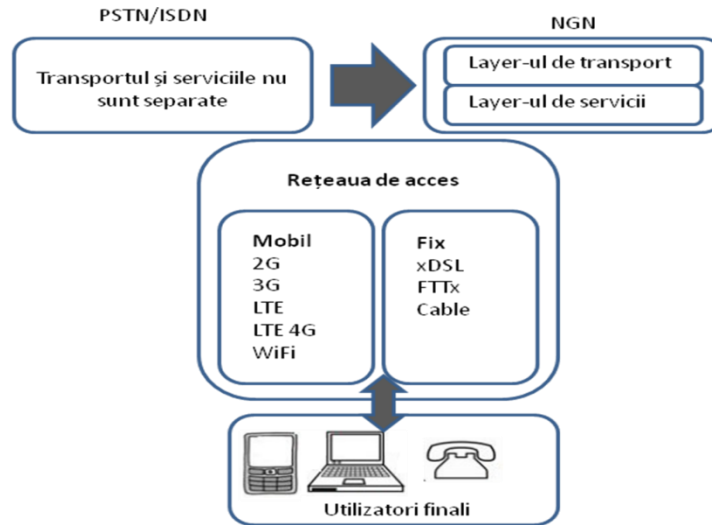 PSTN/ISDN
NGN
Transportul și serviciile nu
sunt separate
Layer-ul de transport
Layer-ul de servicii
Rețeaua de acces
Mobil
2G
3G
LTE
LTE 4G
WiFi
Fix
xDSL
FTTx
Cable
Utilizatori finali